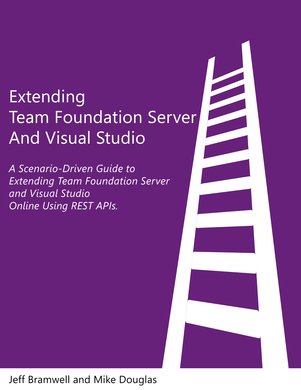 Extending
Team Foundation Server
And Visual Studio
A Scenario-Driven Guide to
Extending Team Foundation Server
and Visual Studio
Online Using REST APIs.
Jeff Bramwell and Mike Douglas